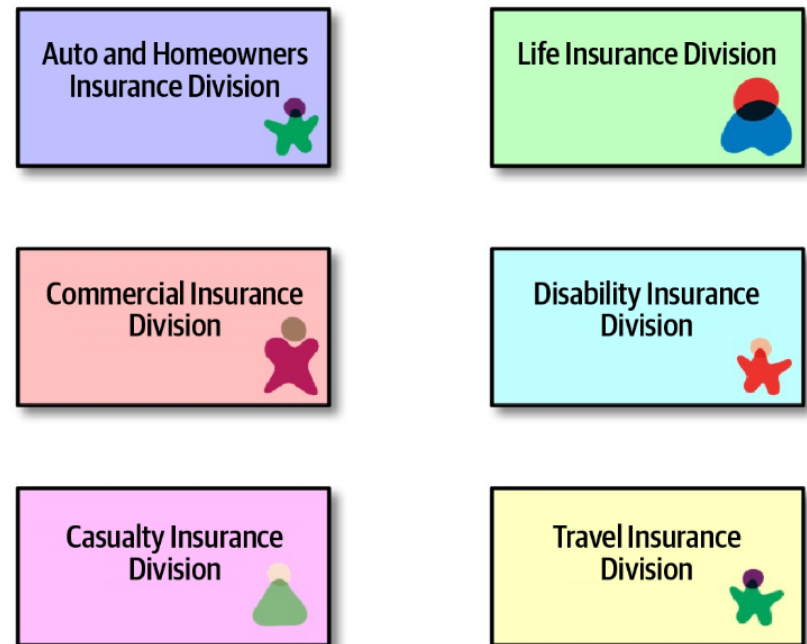 Auto and Homeowners
Insurance Division
Life Insurance Division
Commercial Insurance
Division
Disability Insurance
Division
Casualty Insurance
Division
Travel Insurance
Division